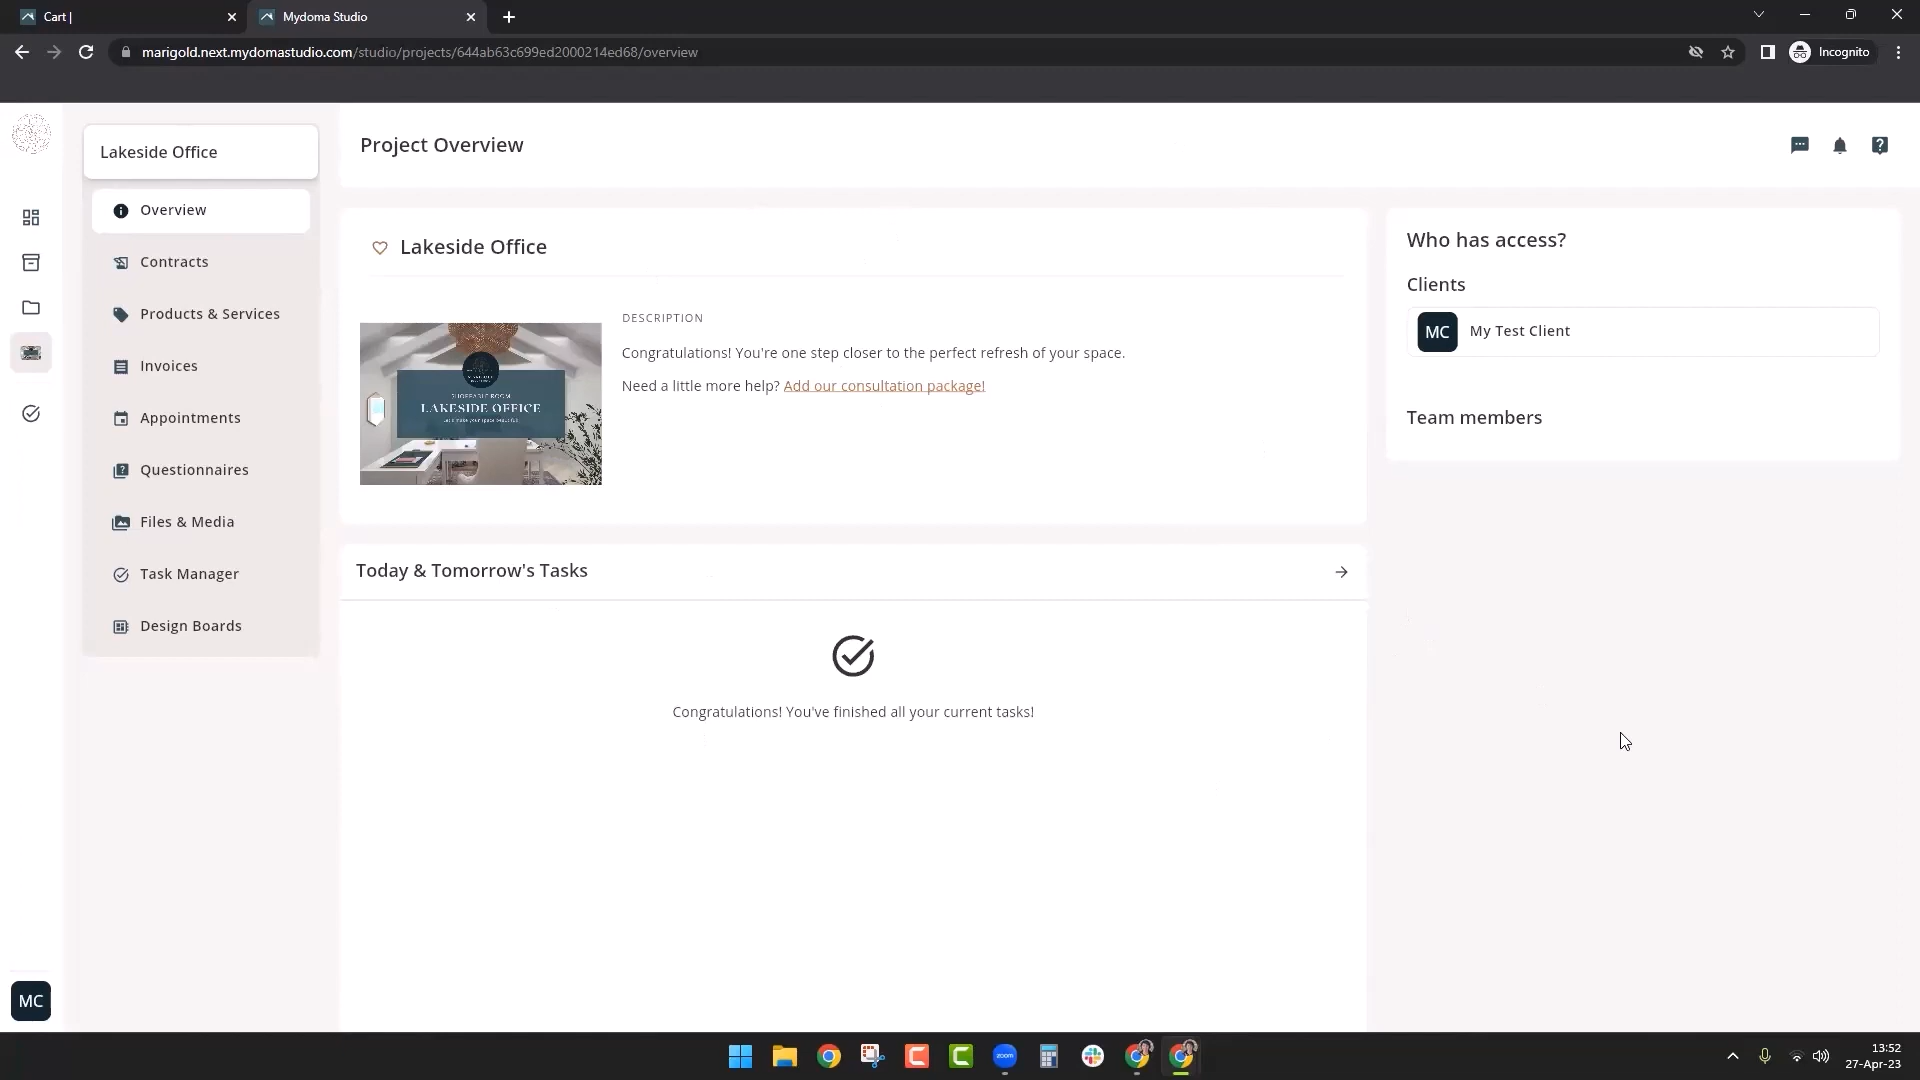 Cart |
Mydoma Studio
marigold.next.mydomastudio.com/studio/projects/644ab63c699ed2000214ed68/overview
Incognito
Lakeside Office
Project Overview
Overview
Contracts
Products & Services
Invoices
Appointments
Questionnaires
Files & Media
Task Manager
Design Boards
Lakeside Office
SHOPPABLE ROOM
LAKESIDE OFFICE
DESCRIPTION
Congratulations! You're one step closer to the perfect refresh of your space.
Need a little more help? Add our consultation package!
Who has access?
Clients
MC
My Test Client
Team members
Today & Tomorrow's Tasks
Congratulations! You've finished all your current tasks!
MC
zoom
13:52
27-Apr-23